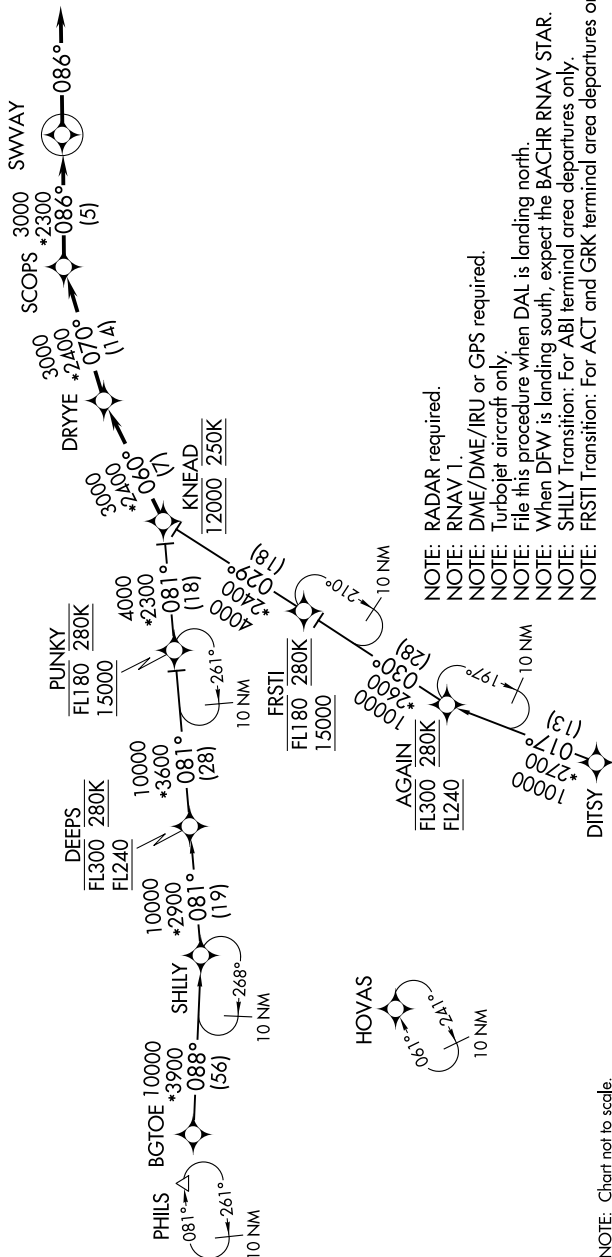 SWVAY
086°
SCOPS
3000
*2300
086°
(5)
3000
*2400
070°
(14)
DRYYE
3000
*2400
060°
(7)
KNEAD
12000 250K
4000
*2300
081°
(18)
PUNKY
FL180 280K
15000
261°
10 NM
10000
*3600
081°
(28)
DEEPS
FL300 280K
FL240
10000
*2900
081°
(19)
SHLLY
268°
10 NM
BGTOE
10000
*3900
088°
(56)
PHILS
081°
261°
10 NM
4000
*2400
029°
(18)
FRSTI
FL180 280K
15000
210°
10 NM
10000
*2600
030°
(28)
AGAIN
FL300 280K
FL240
197°
10 NM
10000
*2700
017°
(13)
DITSY
HOVAS
061°
241°
10 NM
NOTE: RADAR required.
NOTE: RNAV 1.
NOTE: DME/DME/IRU or GPS required.
NOTE: Turbojet aircraft only.
NOTE: File this procedure when DAL is landing north.
NOTE: When DFW is landing south, expect the BACHR RNAV STAR.
NOTE: SHLLY Transition: For ABI terminal area departures only.
NOTE: FRSTI Transition: For ACT and GRK terminal area departures
NOTE: Chart not to scale.